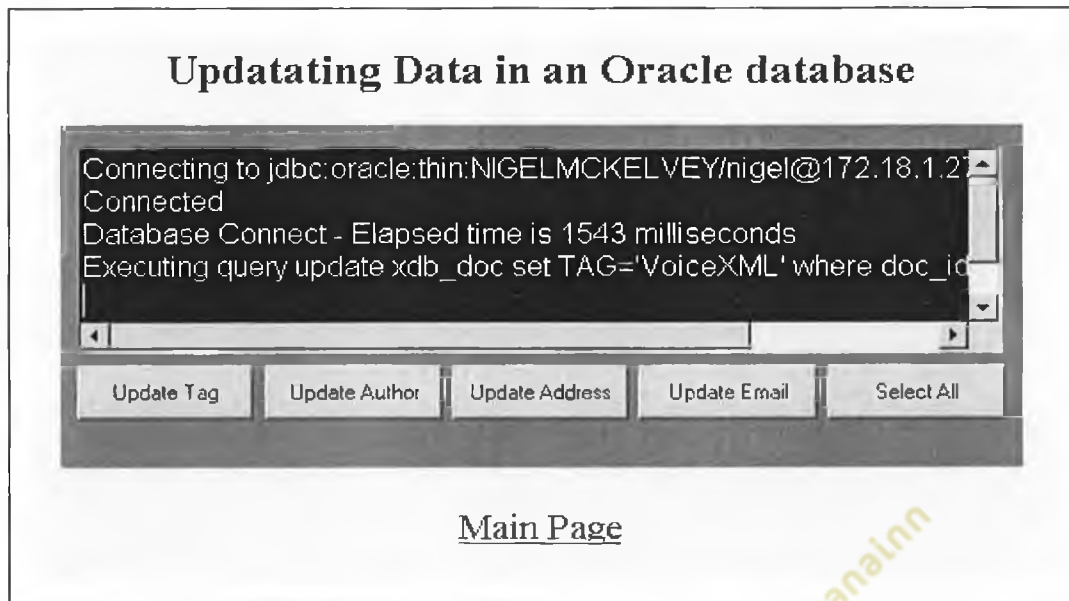 Updatating Data in an Oracle database
Connecting to jdbc:oracle:thin:NIGELMCKELVEY/nigel@172.18.1.27
Connected
Database Connect - Elapsed time is 1543 milliseconds
Executing query update xdb_doc set TAG='VoiceXML' where doc_id
Update Tag Update Author Update Address Update Email Select All
Main Page